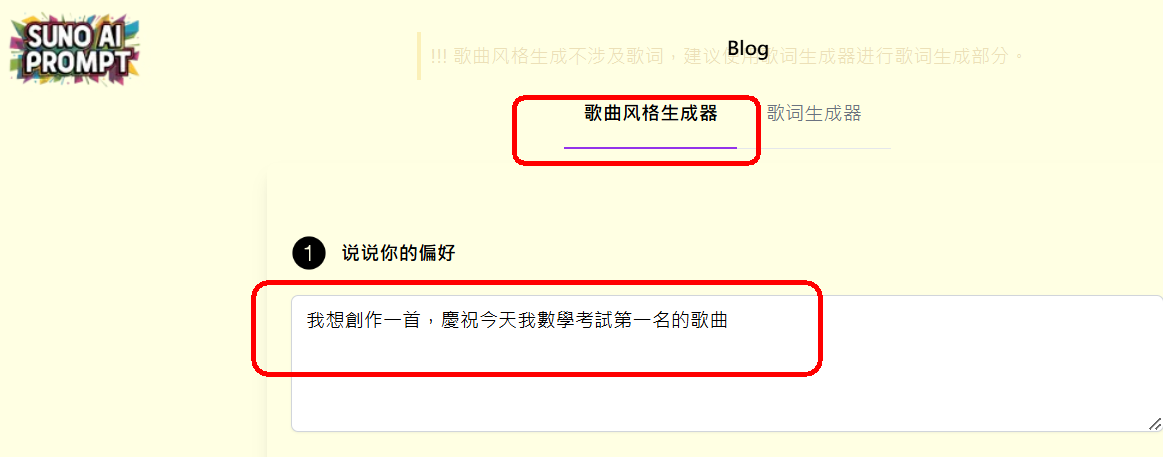 SUNO AI
PROMPT
Blog
!!! 歌曲风格生成不涉及歌词，建议使用歌词生成器进行歌词生成部分。
歌曲风格生成器
歌词生成器
1 说说你的偏好
我想創作一首，慶祝今天我數學考試第一名的歌曲